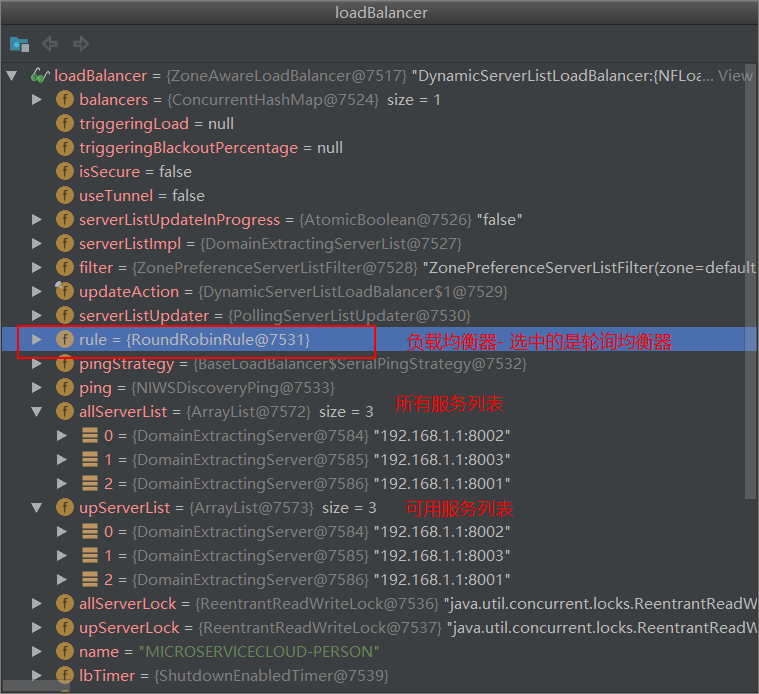 loadBalancer
loadBalancer = {ZoneAwareLoadBalancer@7517} "DynamicServerListLoadBalancer:{NFLoa... View
balancers = {ConcurrentHashMap@7524} size = 1
triggeringLoad = null
triggeringBlackoutPercentage = null
isSecure = false
useTunnel = false
serverListUpdateInProgress = {AtomicBoolean@7526} "false"
serverListImpl = {DomainExtractingServerList@7527}
filter = {ZonePreferenceServerListFilter@7528} "ZonePreferenceServerListFilter(zone=default
updateAction = {DynamicServerListLoadBalancer$1@7529}
serverListUpdater = {PollingServerListUpdater@7530}
rule = {RoundRobinRule@7531} 负载均衡器- 选中的是轮询均衡器
pingStrategy = {BaseLoadBalancer$SerialPingStrategy@7532}
ping = {NIWSDiscoveryPing@7533}
allServerList = {ArrayList@7572} size = 3 所有服务列表
0 = {DomainExtractingServer@7584} "192.168.1.1:8002"
1 = {DomainExtractingServer@7585} "192.168.1.1:8003"
2 = {DomainExtractingServer@7586} "192.168.1.1:8001"
upServerList = {ArrayList@7573} size = 3 可用服务列表
0 = {DomainExtractingServer@7584} "192.168.1.1:8002"
1 = {DomainExtractingServer@7585} "192.168.1.1:8003"
2 = {DomainExtractingServer@7586} "192.168.1.1:8001"
allServerLock = {ReentrantReadWriteLock@7536} "java.util.concurrent.locks.ReentrantReadW
upServerLock = {ReentrantReadWriteLock@7537} "java.util.concurrent.locks.ReentrantReadW
name = "MICROSERVICECLOUD-PERSON"
lbTimer = {ShutdownEnabledTimer@7539}